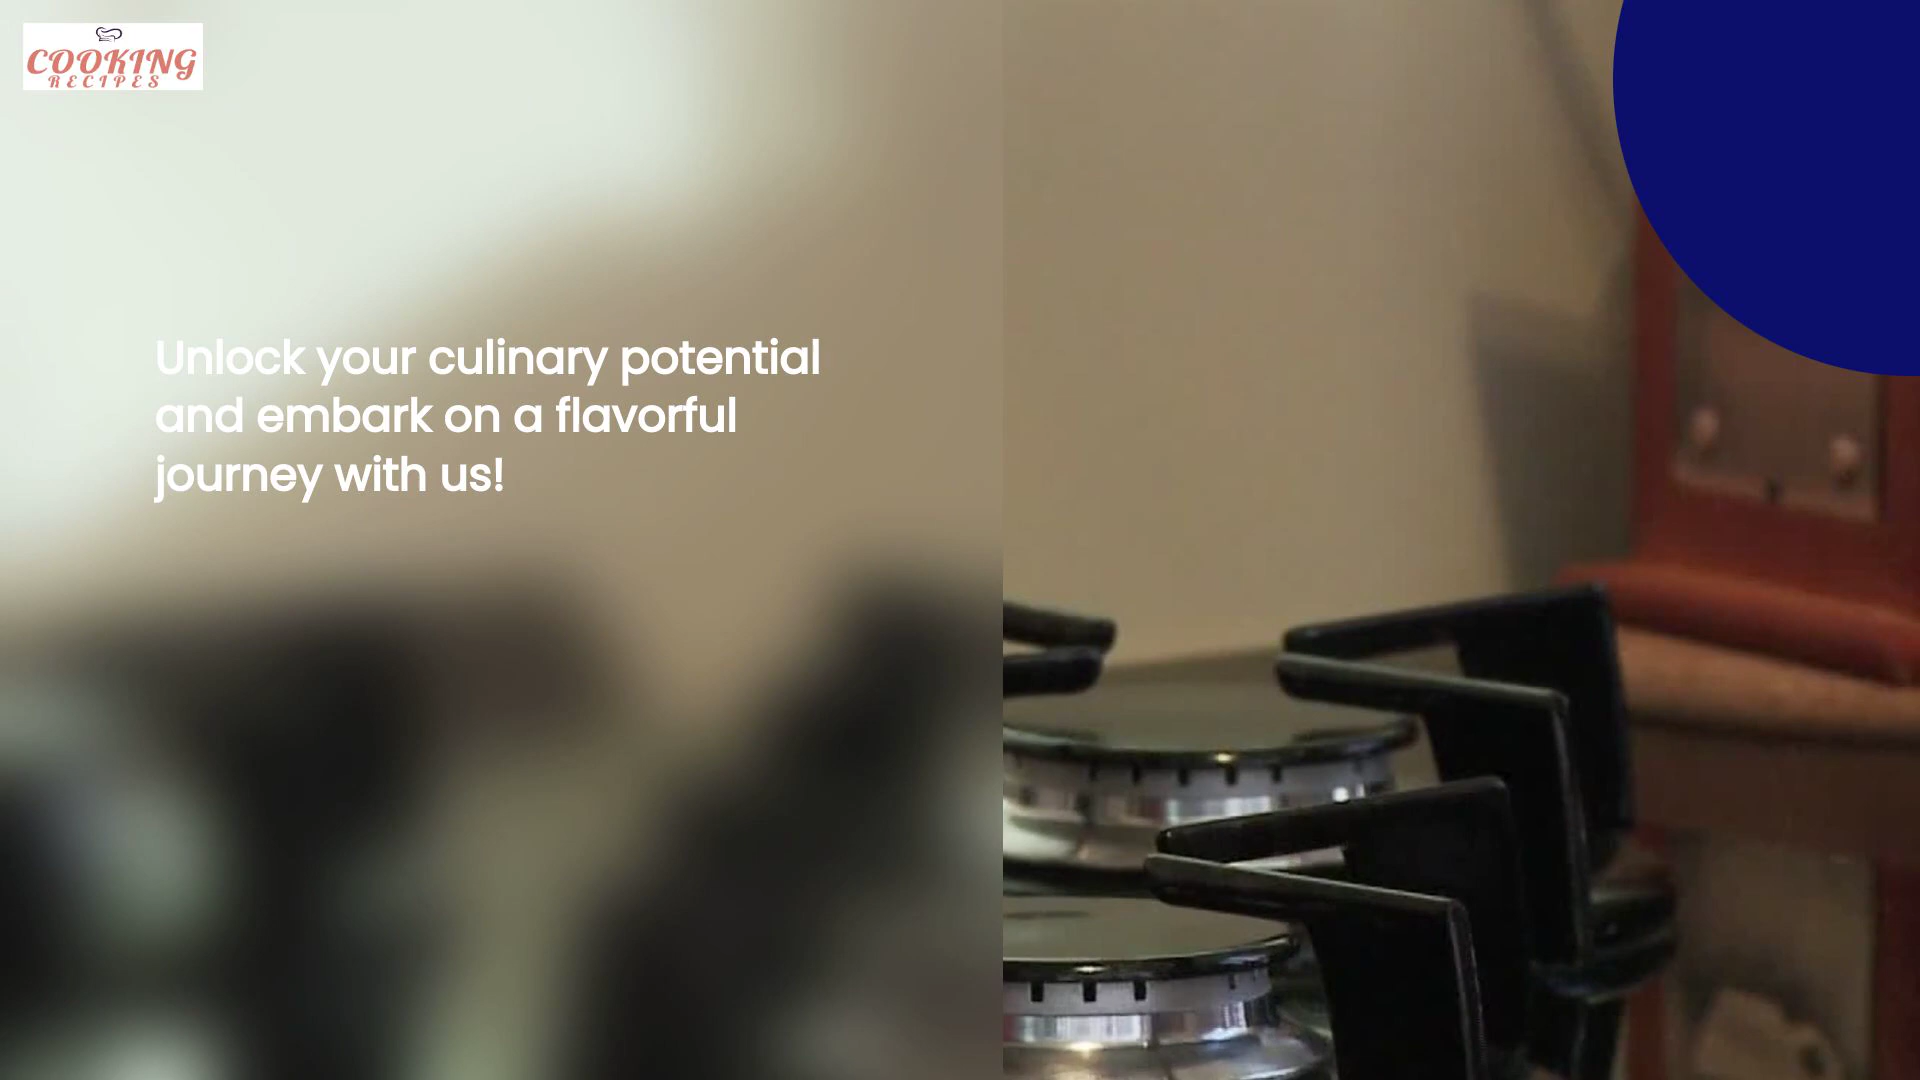 COOKING
RECIPES
Unlock your culinary potential
and embark on a flavorful
journey with us!